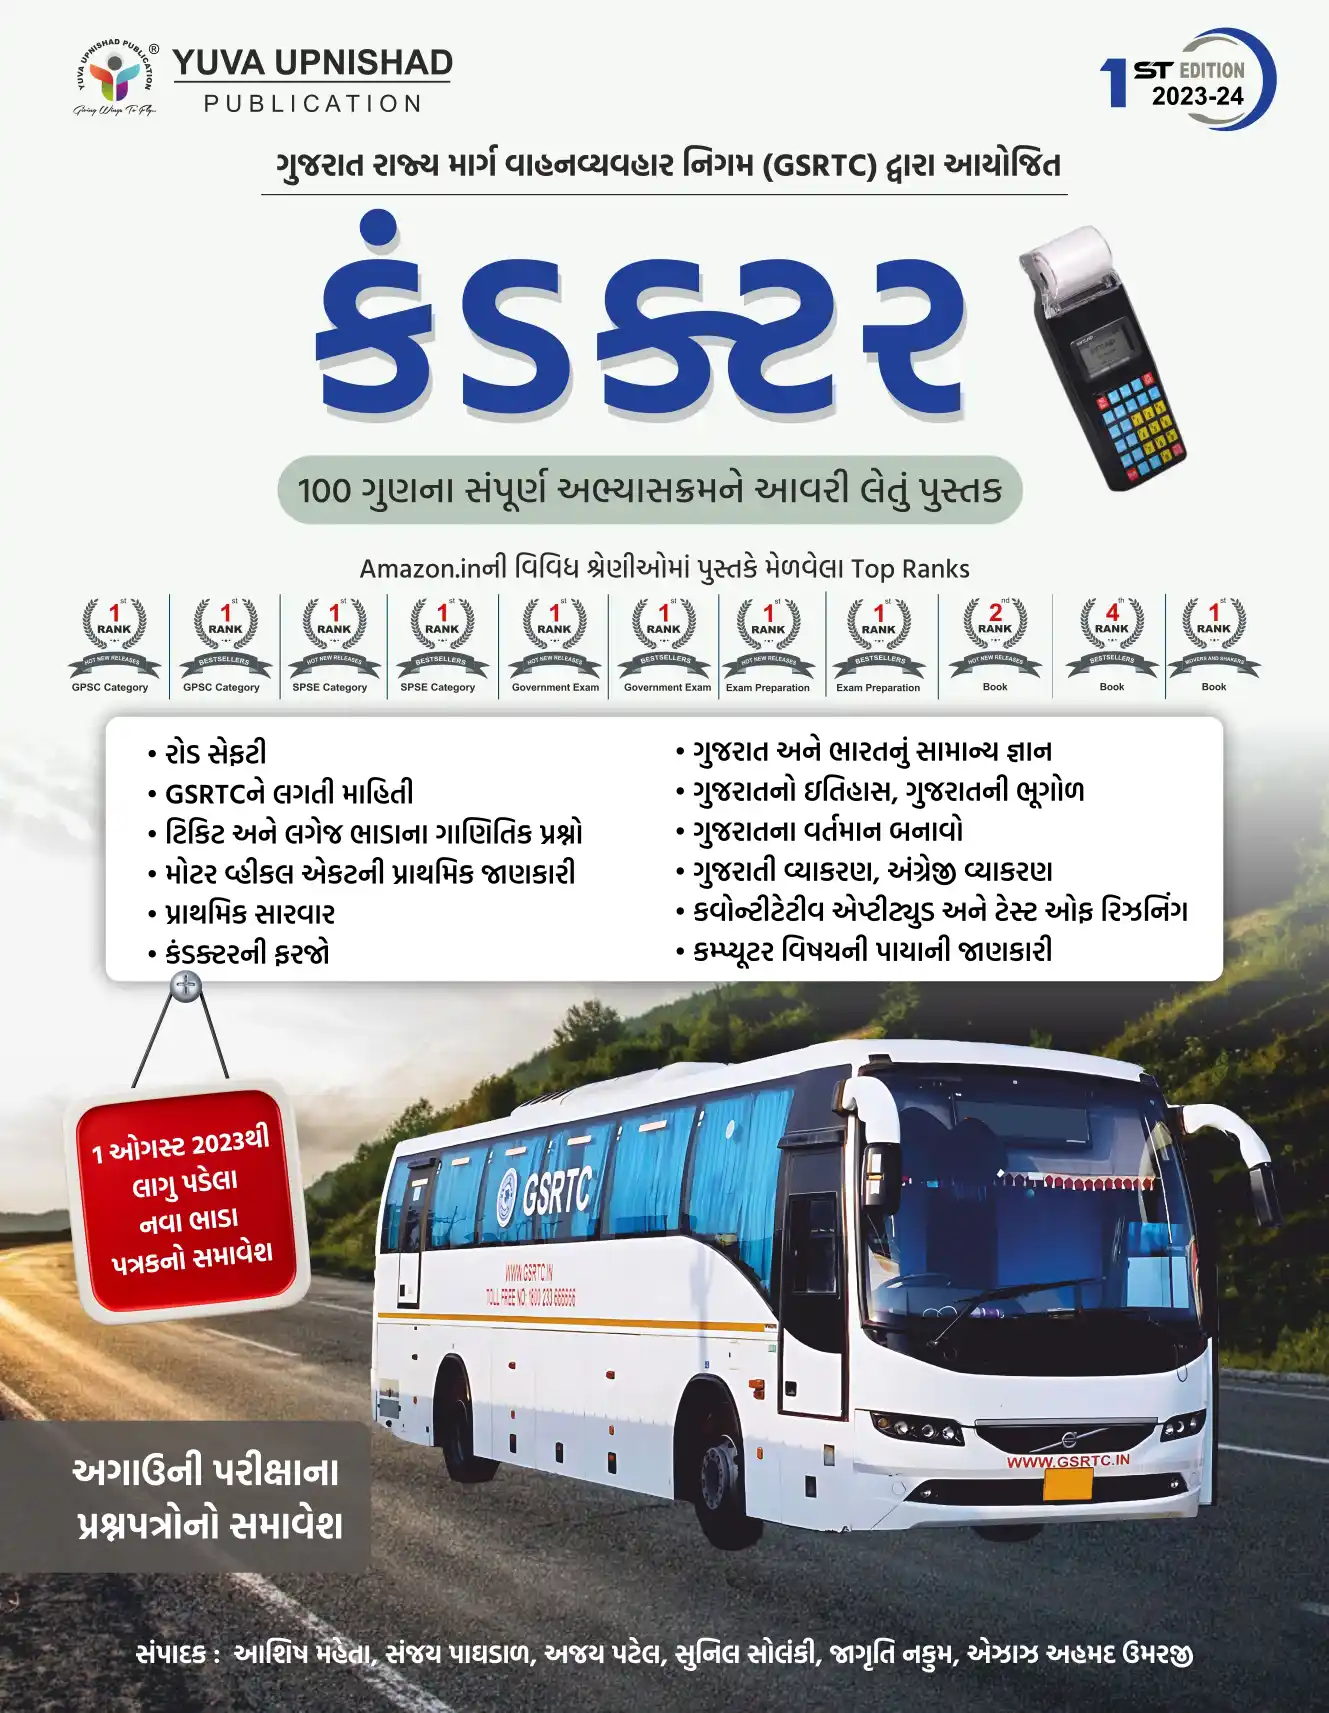 YUVA UPNISHAD PUBLICATION
Giving Wings To Fly...
YUVA UPNISHAD
PUBLICATION
1ST EDITION
2023-24
ગુજરાત રાજ્ય માર્ગ વાહનવ્યવહાર નિગમ (GSRTC) દ્વારા આયોજિત
કંડક્ટર
100 ગુણના સંપૂર્ણ અભ્યાસક્રમને આવરી લેતું પુસ્તક
Amazon.inની વિવિધ શ્રેણીઓમાં પુસ્તકે મેળવેલા Top Ranks
1st RANK HOT NEW RELEASES GPSC Category
1st RANK BESTSELLERS GPSC Category
1st RANK HOT NEW RELEASES SPSE Category
1st RANK BESTSELLERS SPSE Category
1st RANK HOT NEW RELEASES Government Exam
1st RANK BESTSELLERS Government Exam
1st RANK HOT NEW RELEASES Exam Preparation
1st RANK BESTSELLERS Exam Preparation
2nd RANK HOT NEW RELEASES Book
4th RANK BESTSELLERS Book
1st RANK MOVERS AND SHAKERS Book
• રોડ સેફટી
• GSRTCને લગતી માહિતી
• ટિકિટ અને લગેજ ભાડાના ગાણિતિક પ્રશ્નો
• મોટર વ્હીકલ એકટની પ્રાથમિક જાણકારી
• પ્રાથમિક સારવાર
• કંડક્ટરની ફરજો
• ગુજરાત અને ભારતનું સામાન્ય જ્ઞાન
• ગુજરાતનો ઇતિહાસ, ગુજરાતની ભૂગોળ
• ગુજરાતના વર્તમાન બનાવો
• ગુજરાતી વ્યાકરણ, અંગ્રેજી વ્યાકરણ
• કવોન્ટીટેટીવ એપ્ટીટ્યુડ અને ટેસ્ટ ઓફ રિઝનિંગ
• કમ્પ્યૂટર વિષયની પાયાની જાણકારી
1 ઓગસ્ટ 2023થી
લાગુ પડેલા
નવા ભાડા
પત્રકનો સમાવેશ
GSRTC
WWW.GSRTC.IN
TOLL FREE NO: 1800 233 666666
WWW.GSRTC.IN
અગાઉની પરીક્ષાના
પ્રશ્નપત્રોનો સમાવેશ
સંપાદક : આશિષ મહેતા, સંજય પાઘડાળ, અજય પટેલ, સુનિલ સોલંકી, જાગૃતિ નકુમ, એઝાઝ અહમદ ઉમરજી